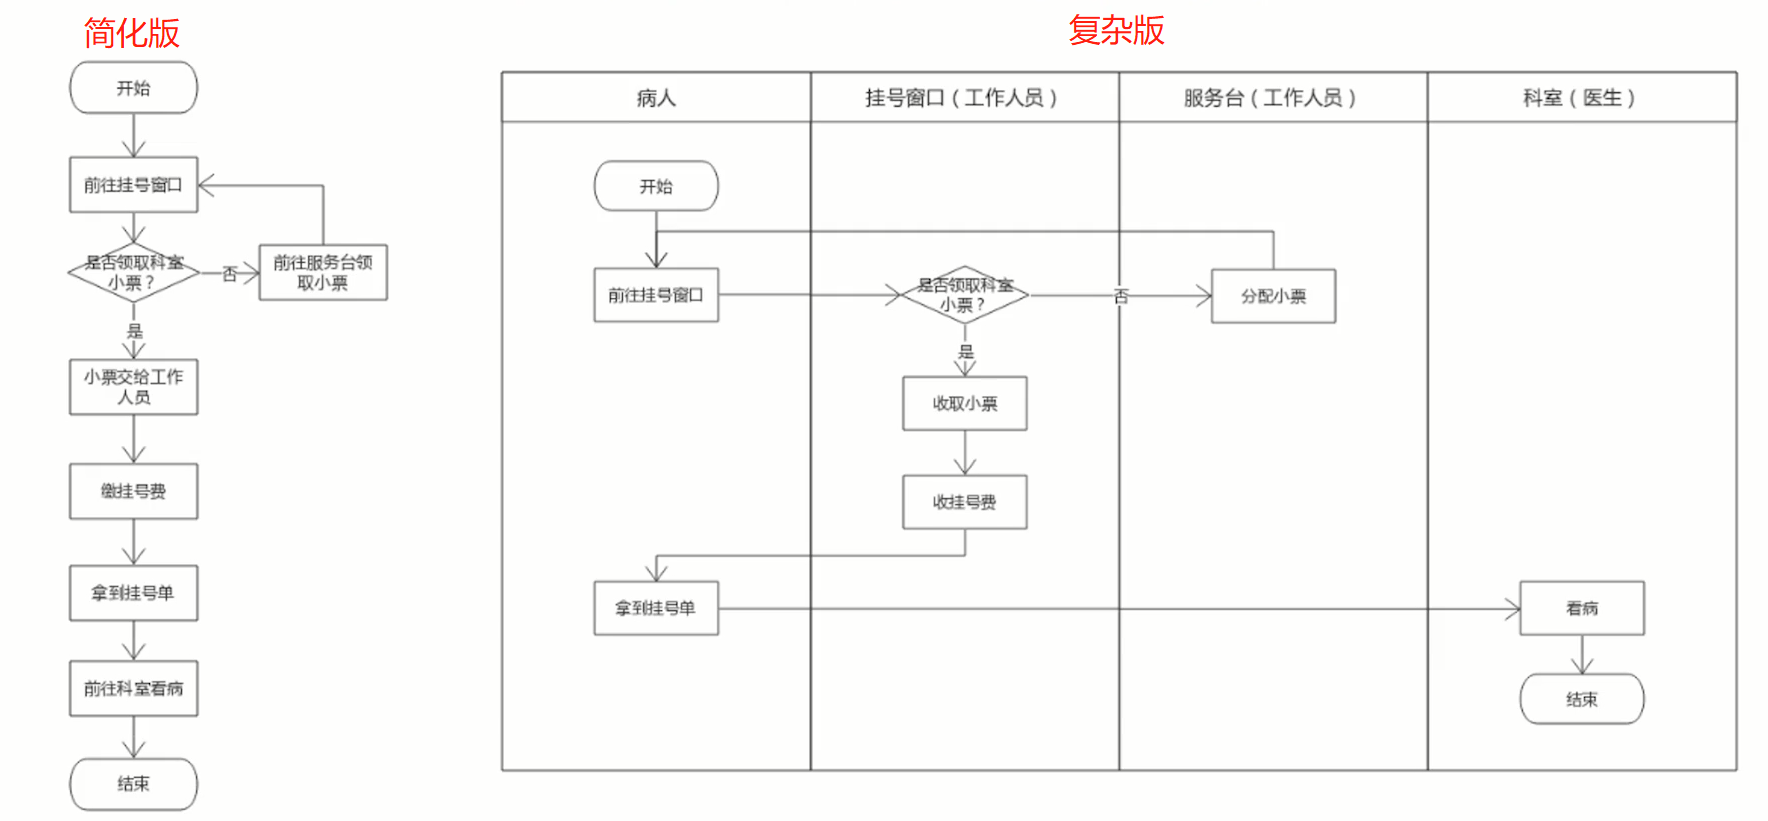 简化版
开始
前往挂号窗口
是否领取科室
小票？
否
前往服务台领
取小票
是
小票交给工作
人员
缴挂号费
拿到挂号单
前往科室看病
结束
复杂版
病人
挂号窗口（工作人员）
服务台（工作人员）
科室（医生）
开始
前往挂号窗口
是否领取科室
小票？
否
分配小票
是
收取小票
收挂号费
拿到挂号单
看病
结束